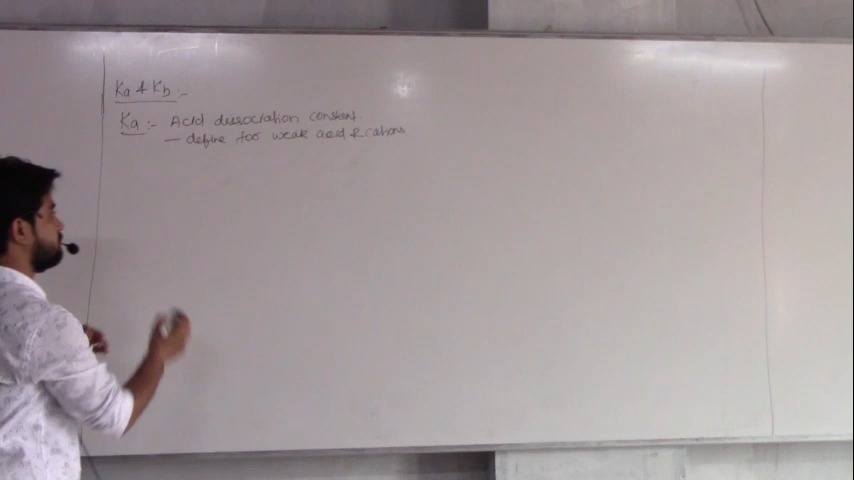 Ka & Kb :-
Ka :- Acid dissociation constant.
— define for weak acid & cations